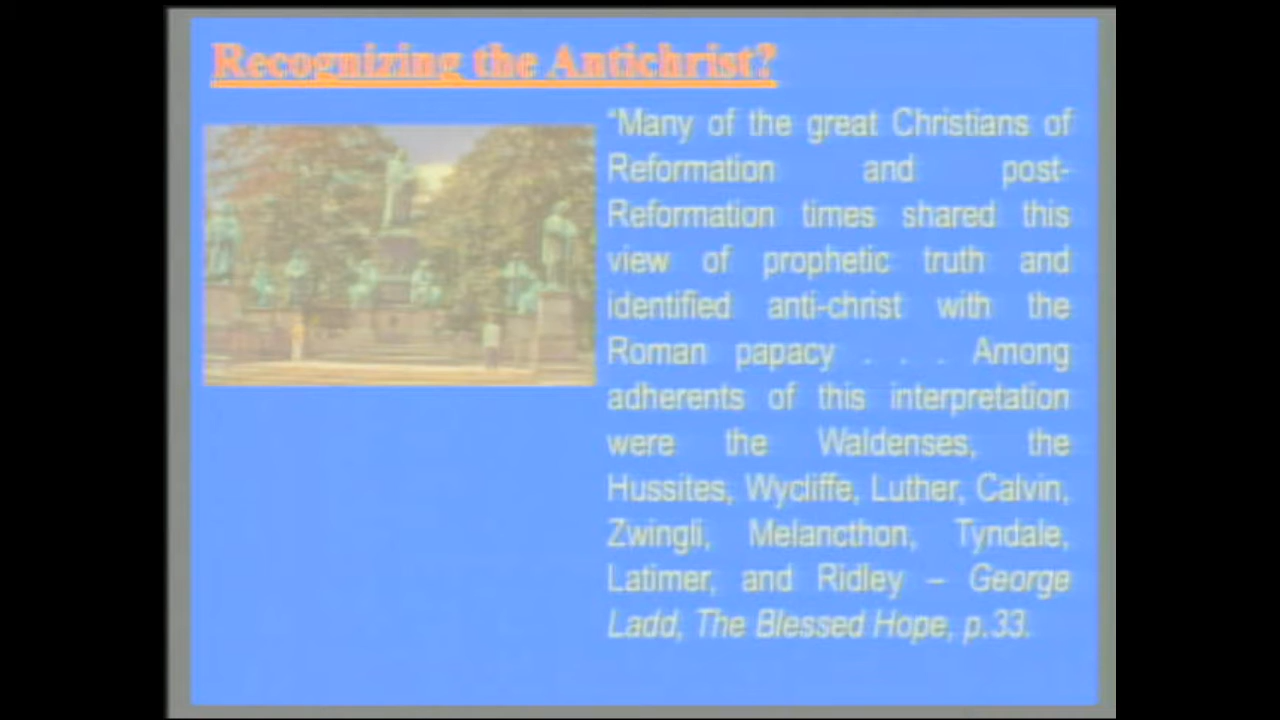 Recognizing the Antichrist?
"Many of the great Christians of
Reformation and post-
Reformation times shared this
view of prophetic truth and
identified anti-christ with the
Roman papacy . . . Among
adherents of this interpretation
were the Waldenses, the
Hussites, Wycliffe, Luther, Calvin,
Zwingli, Melancthon, Tyndale,
Latimer, and Ridley – George
Ladd, The Blessed Hope, p.33.